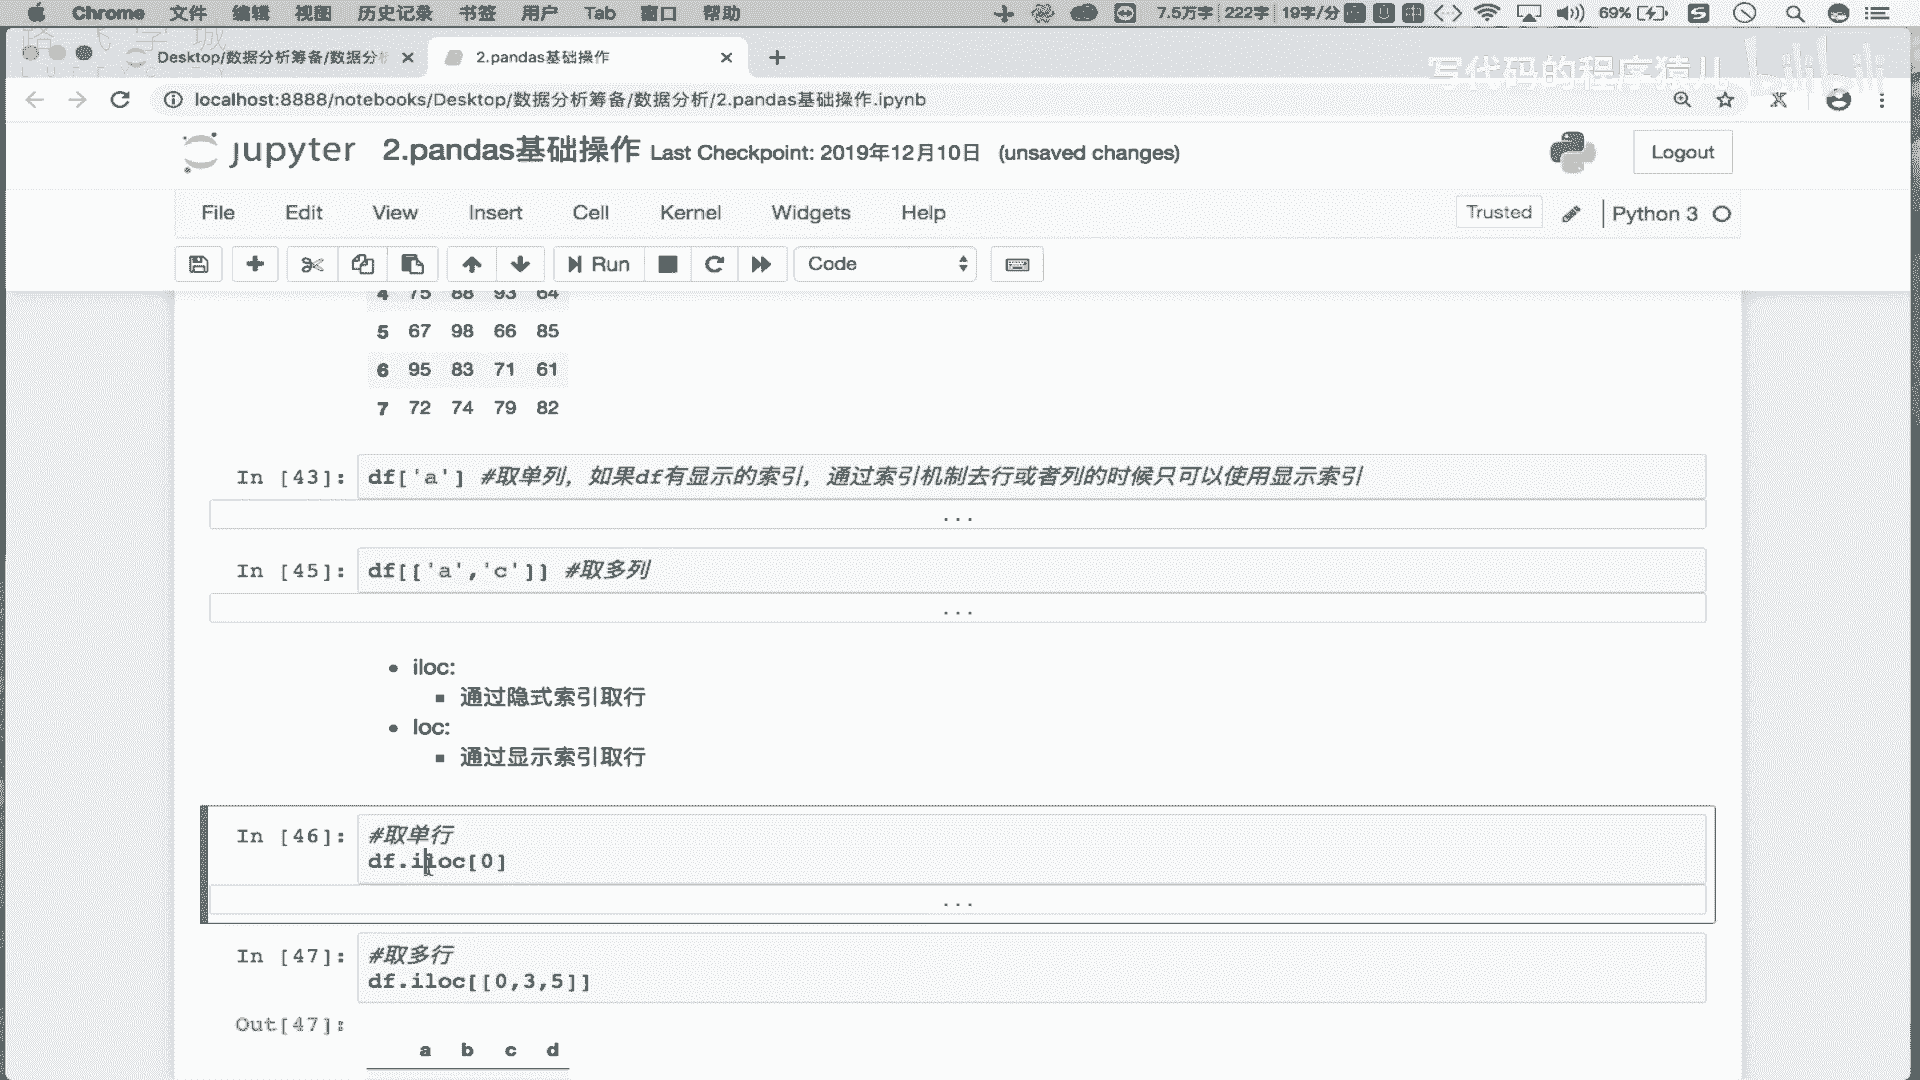 Chrome 文件 编辑 视图 历史记录 书签 用户 Tab 窗口 帮助 7.5万字 222字 19字/分 69%
Desktop/数据分析筹备/数据分析
2.pandas基础操作
写代码的程序猿儿 bilibili
localhost:8888/notebooks/Desktop/数据分析筹备/数据分析/2.pandas基础操作.ipynb
jupyter 2.pandas基础操作 Last Checkpoint: 2019年12月10日 (unsaved changes)
Logout
File Edit View Insert Cell Kernel Widgets Help Trusted Python 3
Run Code
4 75 88 93 64
5 67 98 66 85
6 95 83 71 61
7 72 74 79 82
In [43]: df['a'] #取单列，如果df有显示的索引，通过索引机制去行或者列的时候只可以使用显示索引
...
In [45]: df[['a','c']] #取多列
...
iloc:
通过隐式索引取行
loc:
通过显示索引取行
In [46]: #取单行
df.iloc[0]
...
In [47]: #取多行
df.iloc[[0,3,5]]
Out[47]:
a b c d